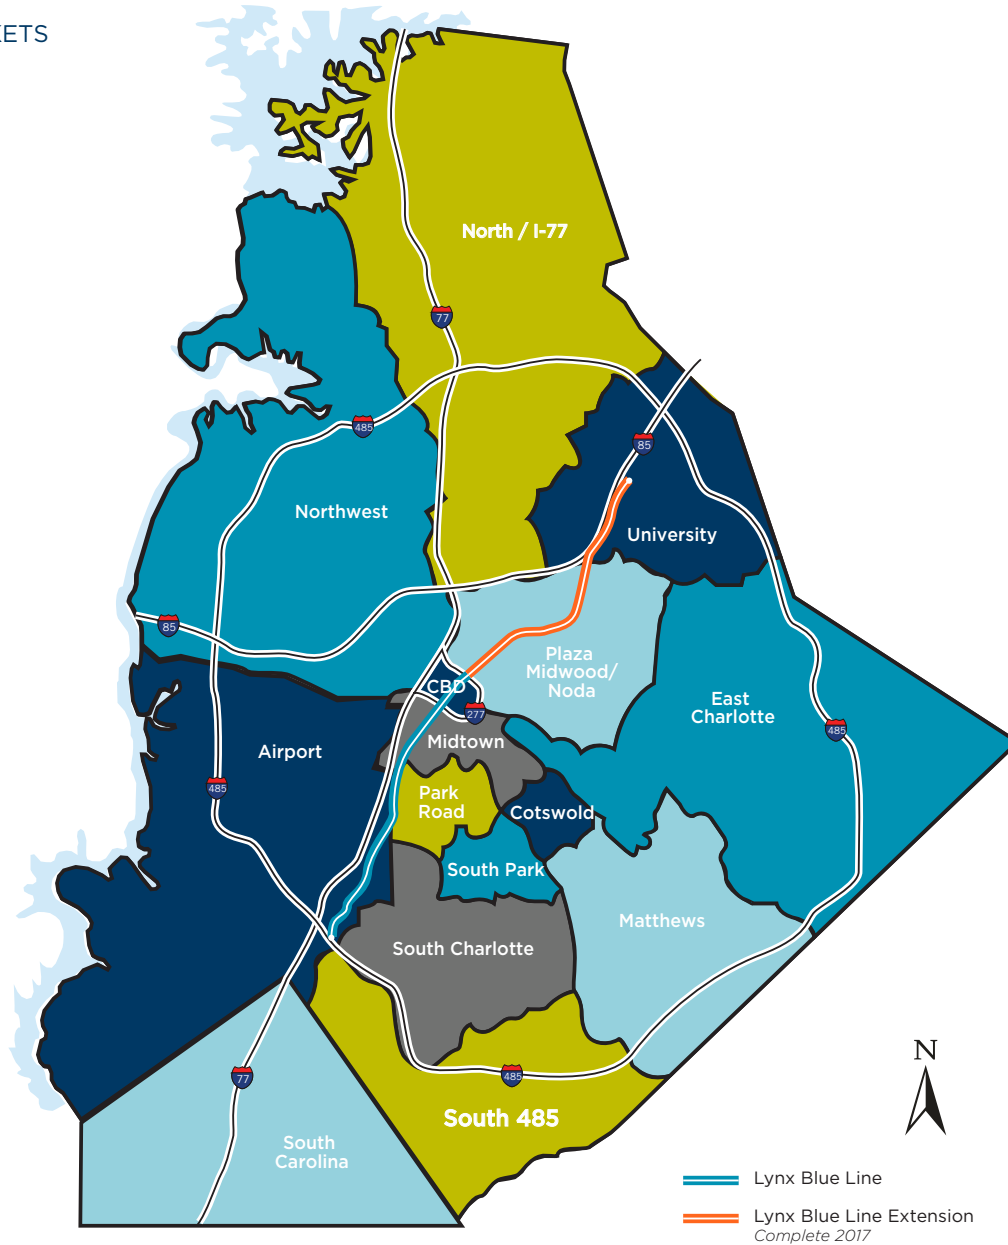 KETS
North / I-77
77
485
85
Northwest
University
85
Plaza
Midwood/
Noda
CBD
East
Charlotte
277
485
Midtown
Airport
485
Park
Road
Cotswold
South Park
Matthews
South Charlotte
N
77
485
South 485
South
Carolina
Lynx Blue Line
Lynx Blue Line Extension
Complete 2017